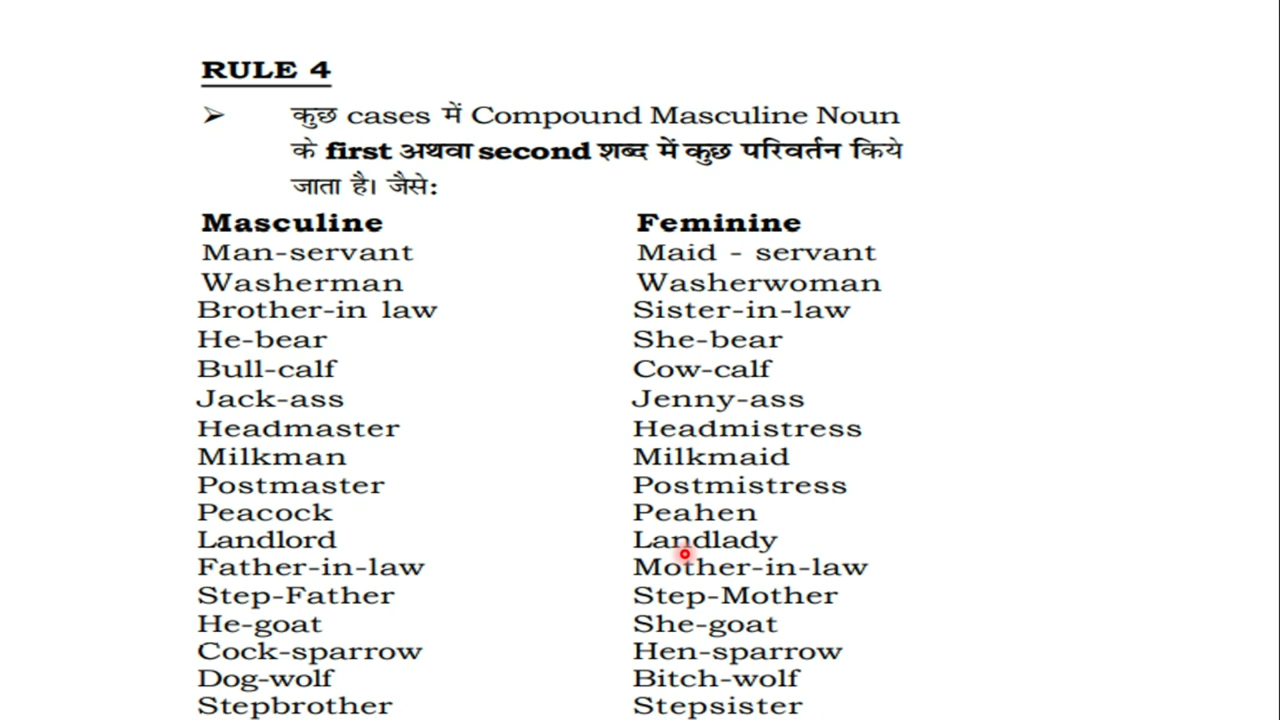 RULE 4
➢ कुछ cases में Compound Masculine Noun
के first अथवा second शब्द में कुछ परिवर्तन किये
जाता है। जैसे:
Masculine Feminine
Man-servant Maid - servant
Washerman Washerwoman
Brother-in law Sister-in-law
He-bear She-bear
Bull-calf Cow-calf
Jack-ass Jenny-ass
Headmaster Headmistress
Milkman Milkmaid
Postmaster Postmistress
Peacock Peahen
Landlord Landlady
Father-in-law Mother-in-law
Step-Father Step-Mother
He-goat She-goat
Cock-sparrow Hen-sparrow
Dog-wolf Bitch-wolf
Stepbrother Stepsister